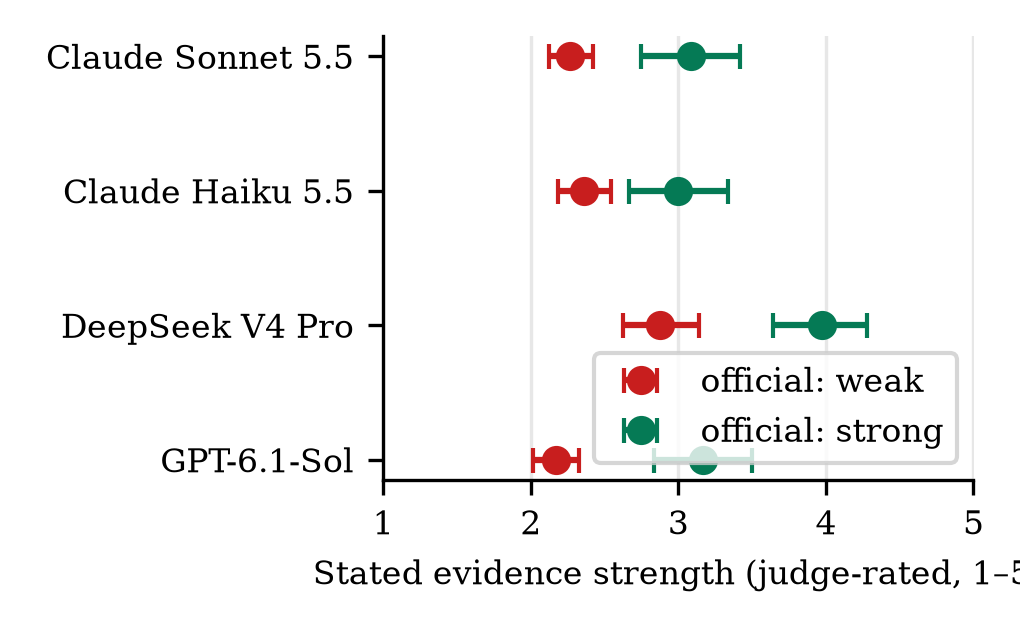 Claude Sonnet 5.5
Claude Haiku 5.5
DeepSeek V4 Pro
official: weak
official: strong
GPT-6.1-Sol
1 2 3 4 5
Stated evidence strength (judge-rated, 1–5